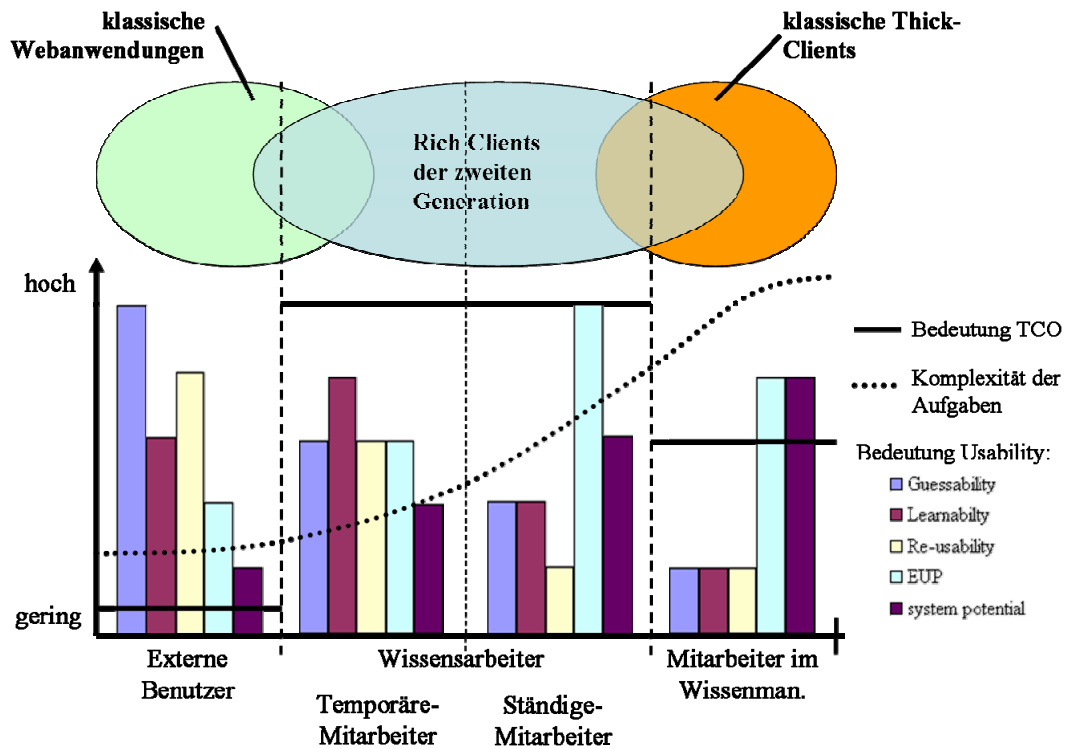 klassische
Webanwendungen
klassische Thick-
Clients
Rich Clients
der zweiten
Generation
hoch
gering
Bedeutung TCO
Komplexität der
Aufgaben
Bedeutung Usability:
Guessability
Learnabilty
Re-usability
EUP
system potential
Externe
Benutzer
Wissensarbeiter
Mitarbeiter im
Wissenman.
Temporäre-
Mitarbeiter
Ständige-
Mitarbeiter